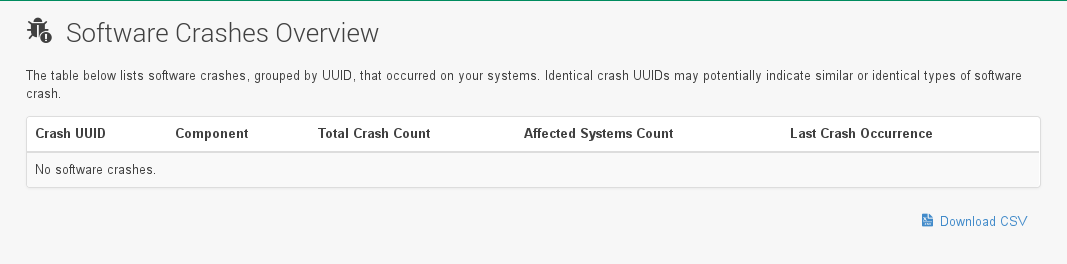 Software Crashes Overview
The table below lists software crashes, grouped by UUID, that occurred on your systems. Identical crash UUIDs may potentially indicate similar or identical types of software
crash.
Crash UUID Component Total Crash Count Affected Systems Count Last Crash Occurrence
No software crashes.
Download CSV